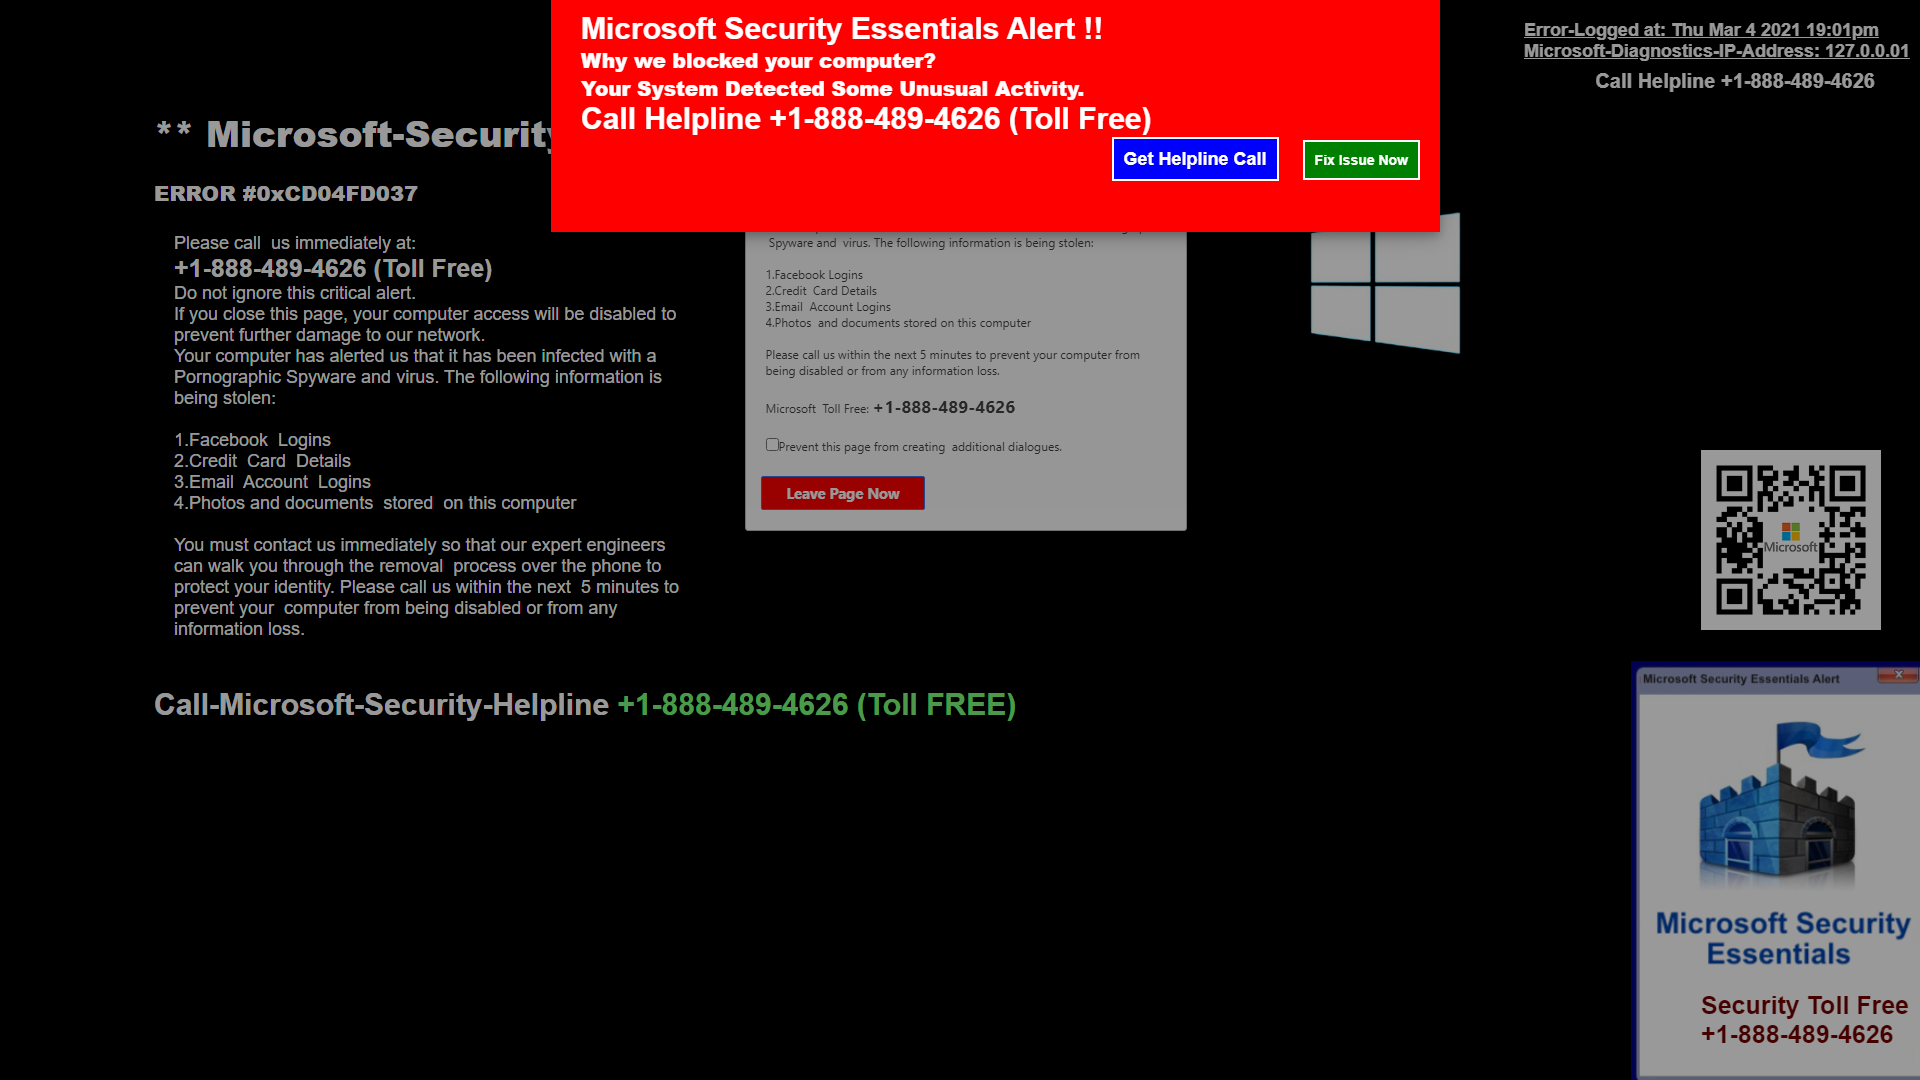 Microsoft Security Essentials Alert !!
Why we blocked your computer?
Your System Detected Some Unusual Activity.
Call Helpline +1-888-489-4626 (Toll Free)
Get Helpline Call
Fix Issue Now
Error-Logged at: Thu Mar 4 2021 19:01pm
Microsoft-Diagnostics-IP-Address: 127.0.0.01
Call Helpline +1-888-489-4626
** Microsoft-Security
ERROR #0xCD04FD037
Please call us immediately at:
+1-888-489-4626 (Toll Free)
Do not ignore this critical alert.
If you close this page, your computer access will be disabled to
prevent further damage to our network.
Your computer has alerted us that it has been infected with a
Pornographic Spyware and virus. The following information is
being stolen:
1.Facebook Logins
2.Credit Card Details
3.Email Account Logins
4.Photos and documents stored on this computer
You must contact us immediately so that our expert engineers
can walk you through the removal process over the phone to
protect your identity. Please call us within the next 5 minutes to
prevent your computer from being disabled or from any
information loss.
Call-Microsoft-Security-Helpline +1-888-489-4626 (Toll FREE)
Spyware and virus. The following information is being stolen:
1.Facebook Logins
2.Credit Card Details
3.Email Account Logins
4.Photos and documents stored on this computer
Please call us within the next 5 minutes to prevent your computer from
being disabled or from any information loss.
Microsoft Toll Free: +1-888-489-4626
Prevent this page from creating additional dialogues.
Leave Page Now
Microsoft
Microsoft Security Essentials Alert
Microsoft Security
Essentials
Security Toll Free
+1-888-489-4626